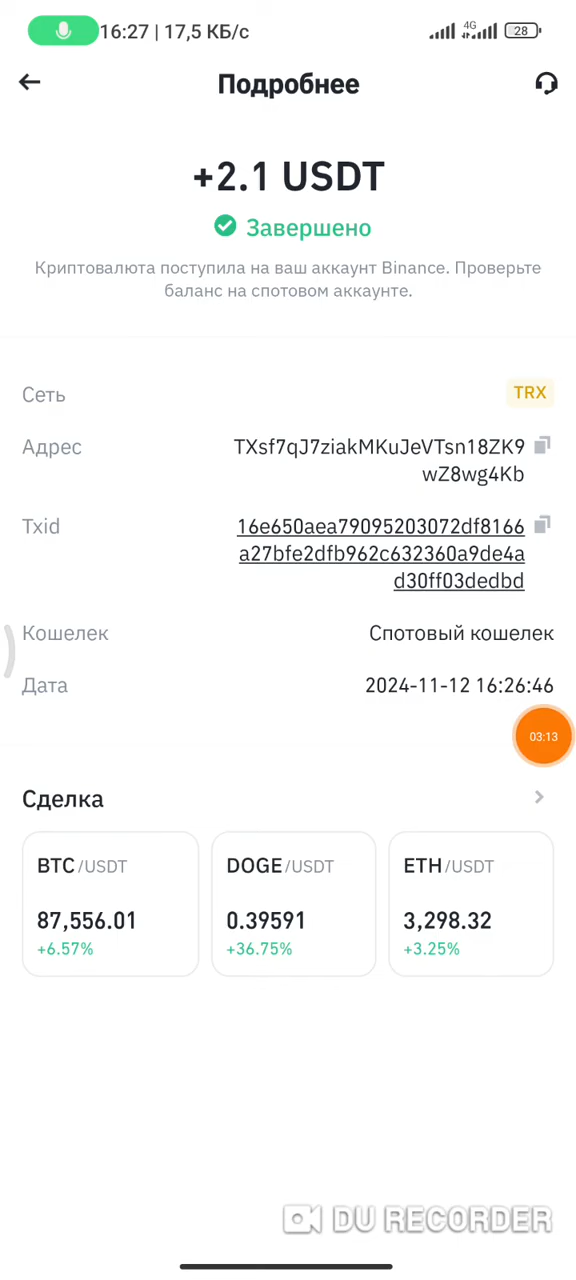 16:27 | 17,5 КБ/с 4G 28
Подробнее
+2.1 USDT
Завершено
Криптовалюта поступила на ваш аккаунт Binance. Проверьте
баланс на спотовом аккаунте.
Сеть TRX
Адрес TXsf7qJ7ziakMKuJeVTsn18ZK9
wZ8wg4Kb
Txid 16e650aea79095203072df8166
a27bfe2dfb962c632360a9de4a
d30ff03dedbd
Кошелек Спотовый кошелек
Дата 2024-11-12 16:26:46
03:13
Сделка
BTC/USDT DOGE/USDT ETH/USDT
87,556.01 0.39591 3,298.32
+6.57% +36.75% +3.25%
DU RECORDER